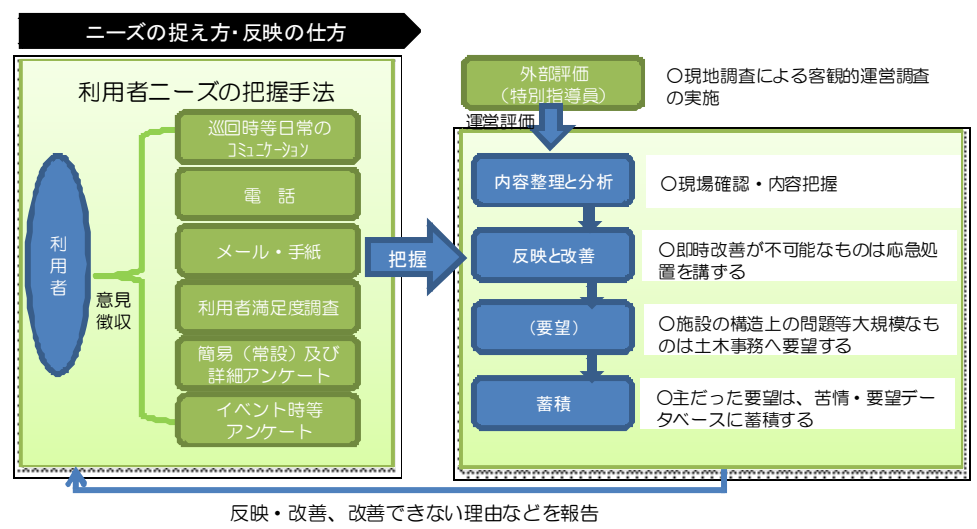 ニーズの捉え方・反映の仕方
利用者ニーズの把握手法
利用者
意見
徴収
巡回時等日常の
コミュニケーション
電　話
メール・手紙
利用者満足度調査
簡易（常設）及び
詳細アンケート
イベント時等
アンケート
把握
外部評価
（特別指導員）
運営評価
〇現地調査による客観的運営調査
の実施
内容整理と分析
〇現場確認・内容把握
反映と改善
〇即時改善が不可能なものは応急処
置を講ずる
（要望）
〇施設の構造上の問題等大規模なも
のは土木事務へ要望する
蓄積
〇主だった要望は、苦情・要望デー
タベースに蓄積する
反映・改善、改善できない理由などを報告